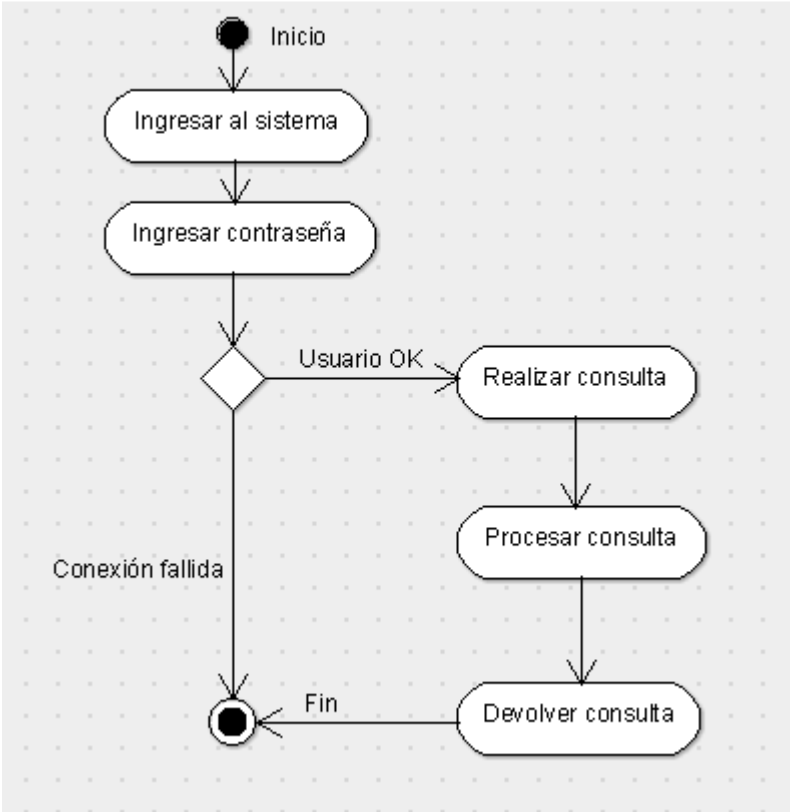 Inicio
Ingresar al sistema
Ingresar contraseña
Usuario OK
Realizar consulta
Procesar consulta
Conexión fallida
Fin
Devolver consulta